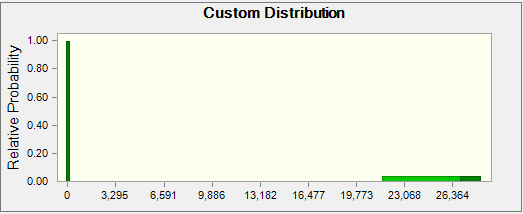 Custom Distribution
Relative Probability
1.00
0.80
0.60
0.40
0.20
0.00
0 3,295 6,591 9,886 13,182 16,477 19,773 23,068 26,364